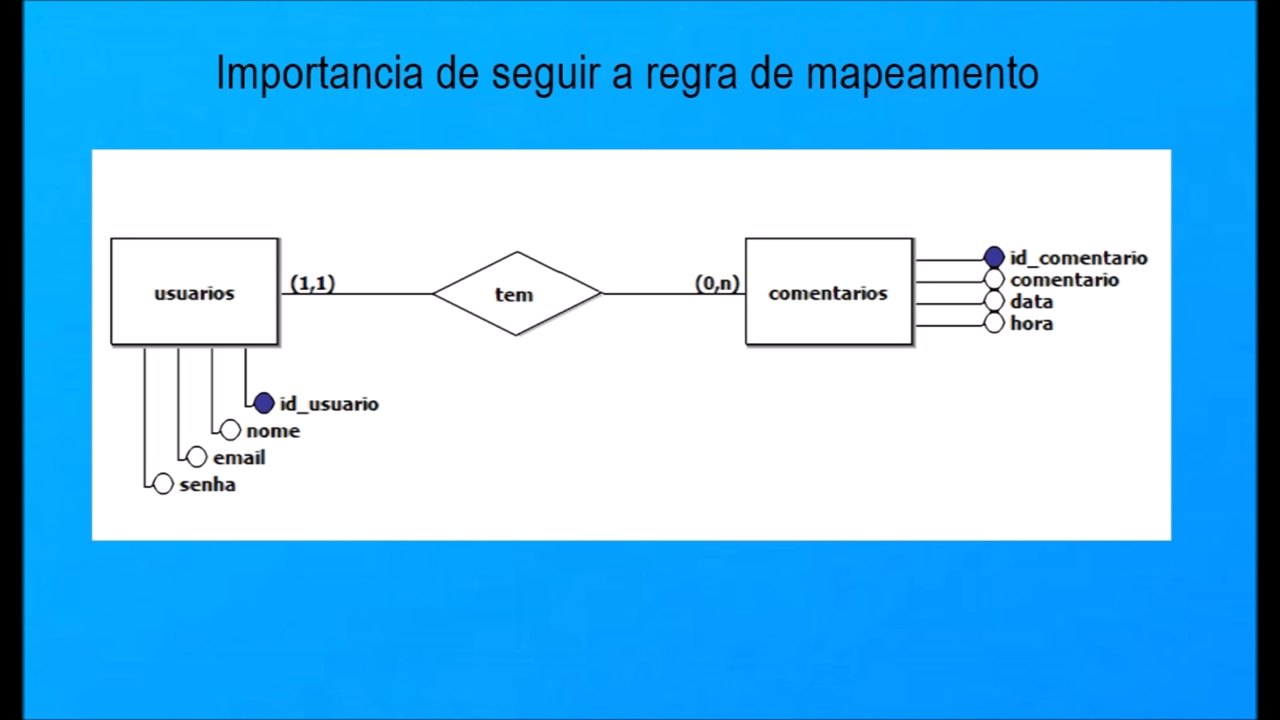 Importancia de seguir a regra de mapeamento
usuarios
(1,1)
tem
(0,n)
comentarios
id_comentario
comentario
data
hora
id_usuario
nome
email
senha